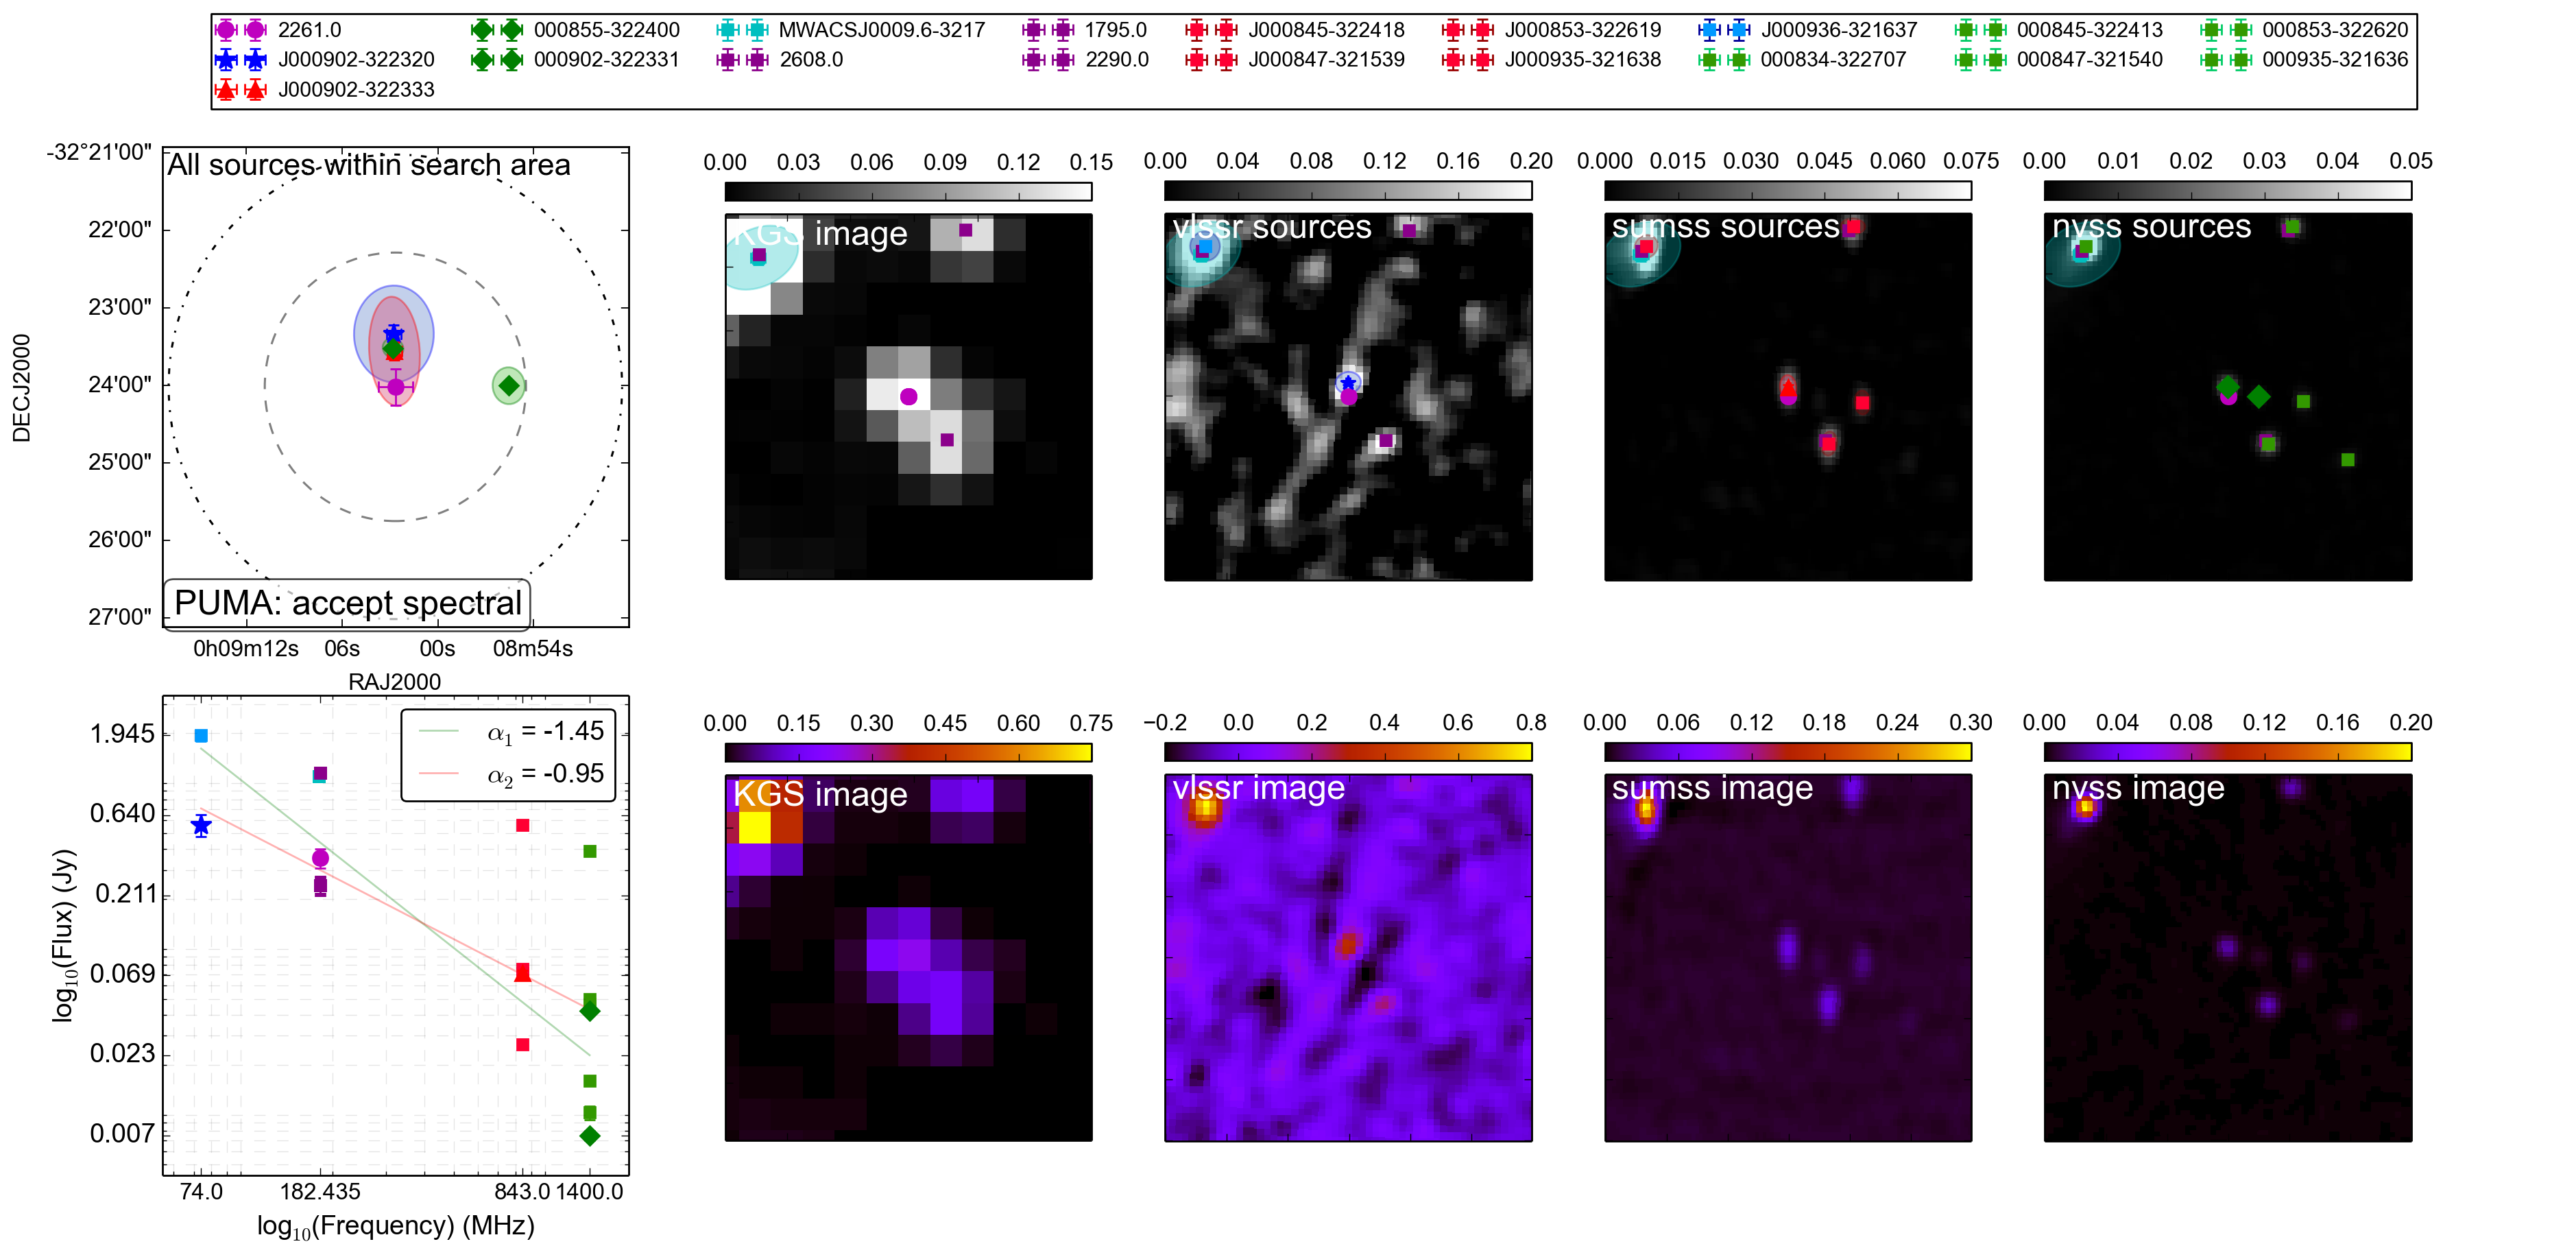 2261.0 000855-322400 MWACSJ0009.6-3217 1795.0 J000845-322418 J000853-322619 J000936-321637 000845-322413 000853-322620
J000902-322320 000902-322331 2608.0 2290.0 J000847-321539 J000935-321638 000834-322707 000847-321540 000935-321636
J000902-322333
-32°21'00"
All sources within search area
22'00"
23'00"
24'00"
25'00"
26'00"
27'00"
DECJ2000
PUMA: accept spectral
0h09m12s 06s 00s 08m54s
RAJ2000
0.00 0.03 0.06 0.09 0.12 0.15
KGS image
0.00 0.04 0.08 0.12 0.16 0.20
vlssr sources
0.000 0.015 0.030 0.045 0.060 0.075
sumss sources
0.00 0.01 0.02 0.03 0.04 0.05
nvss sources
α1 = -1.45
α2 = -0.95
1.945
0.640
0.211
0.069
0.023
0.007
log10(Flux) (Jy)
74.0 182.435 843.0 1400.0
log10(Frequency) (MHz)
0.00 0.15 0.30 0.45 0.60 0.75
KGS image
−0.2 0.0 0.2 0.4 0.6 0.8
vlssr image
0.00 0.06 0.12 0.18 0.24 0.30
sumss image
0.00 0.04 0.08 0.12 0.16 0.20
nvss image